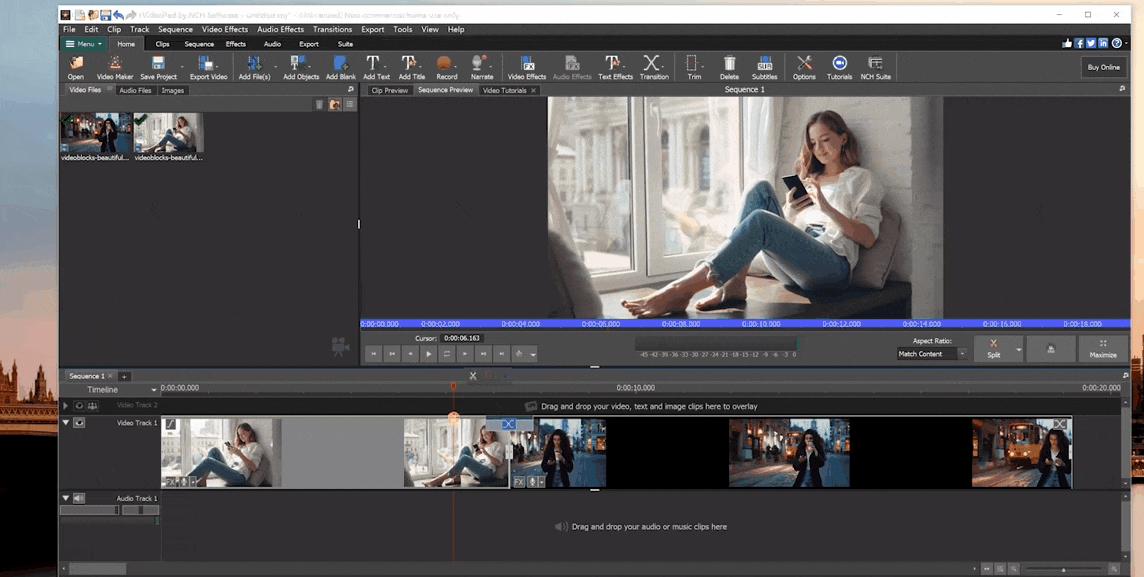 VideoPad by NCH Software - untitled.vpj* - (Unlicensed) Non-commercial home use only
File Edit Clip Track Sequence Video Effects Audio Effects Transitions Export Tools View Help
Menu Home Clips Sequence Effects Audio Export Suite
Open Video Maker Save Project Export Video Add File(s) Add Objects Add Blank Add Text Add Title Record Narrate Video Effects Audio Effects Text Effects Transition Trim Delete Subtitles Options Tutorials NCH Suite Buy Online
Video Files Audio Files Images
Clip Preview Sequence Preview Video Tutorials
Sequence 1
videoblocks-beautiful... videoblocks-beautiful...
0:00:00.000 0:00:02.000 0:00:04.000 0:00:06.000 0:00:08.000 0:00:10.000 0:00:12.000 0:00:14.000 0:00:16.000 0:00:18.000
Cursor: 0:00:06.163
-45 -42 -39 -36 -33 -30 -27 -24 -21 -18 -15 -12 -9 -6 -3 0
Aspect Ratio:
Match Content
Split
Maximize
Sequence 1
Timeline 0:00:00.000 0:00:10.000 0:00:20.000
Video Track 2 Drag and drop your video, text and image clips here to overlay
Video Track 1
FX FX
Audio Track 1
Drag and drop your audio or music clips here